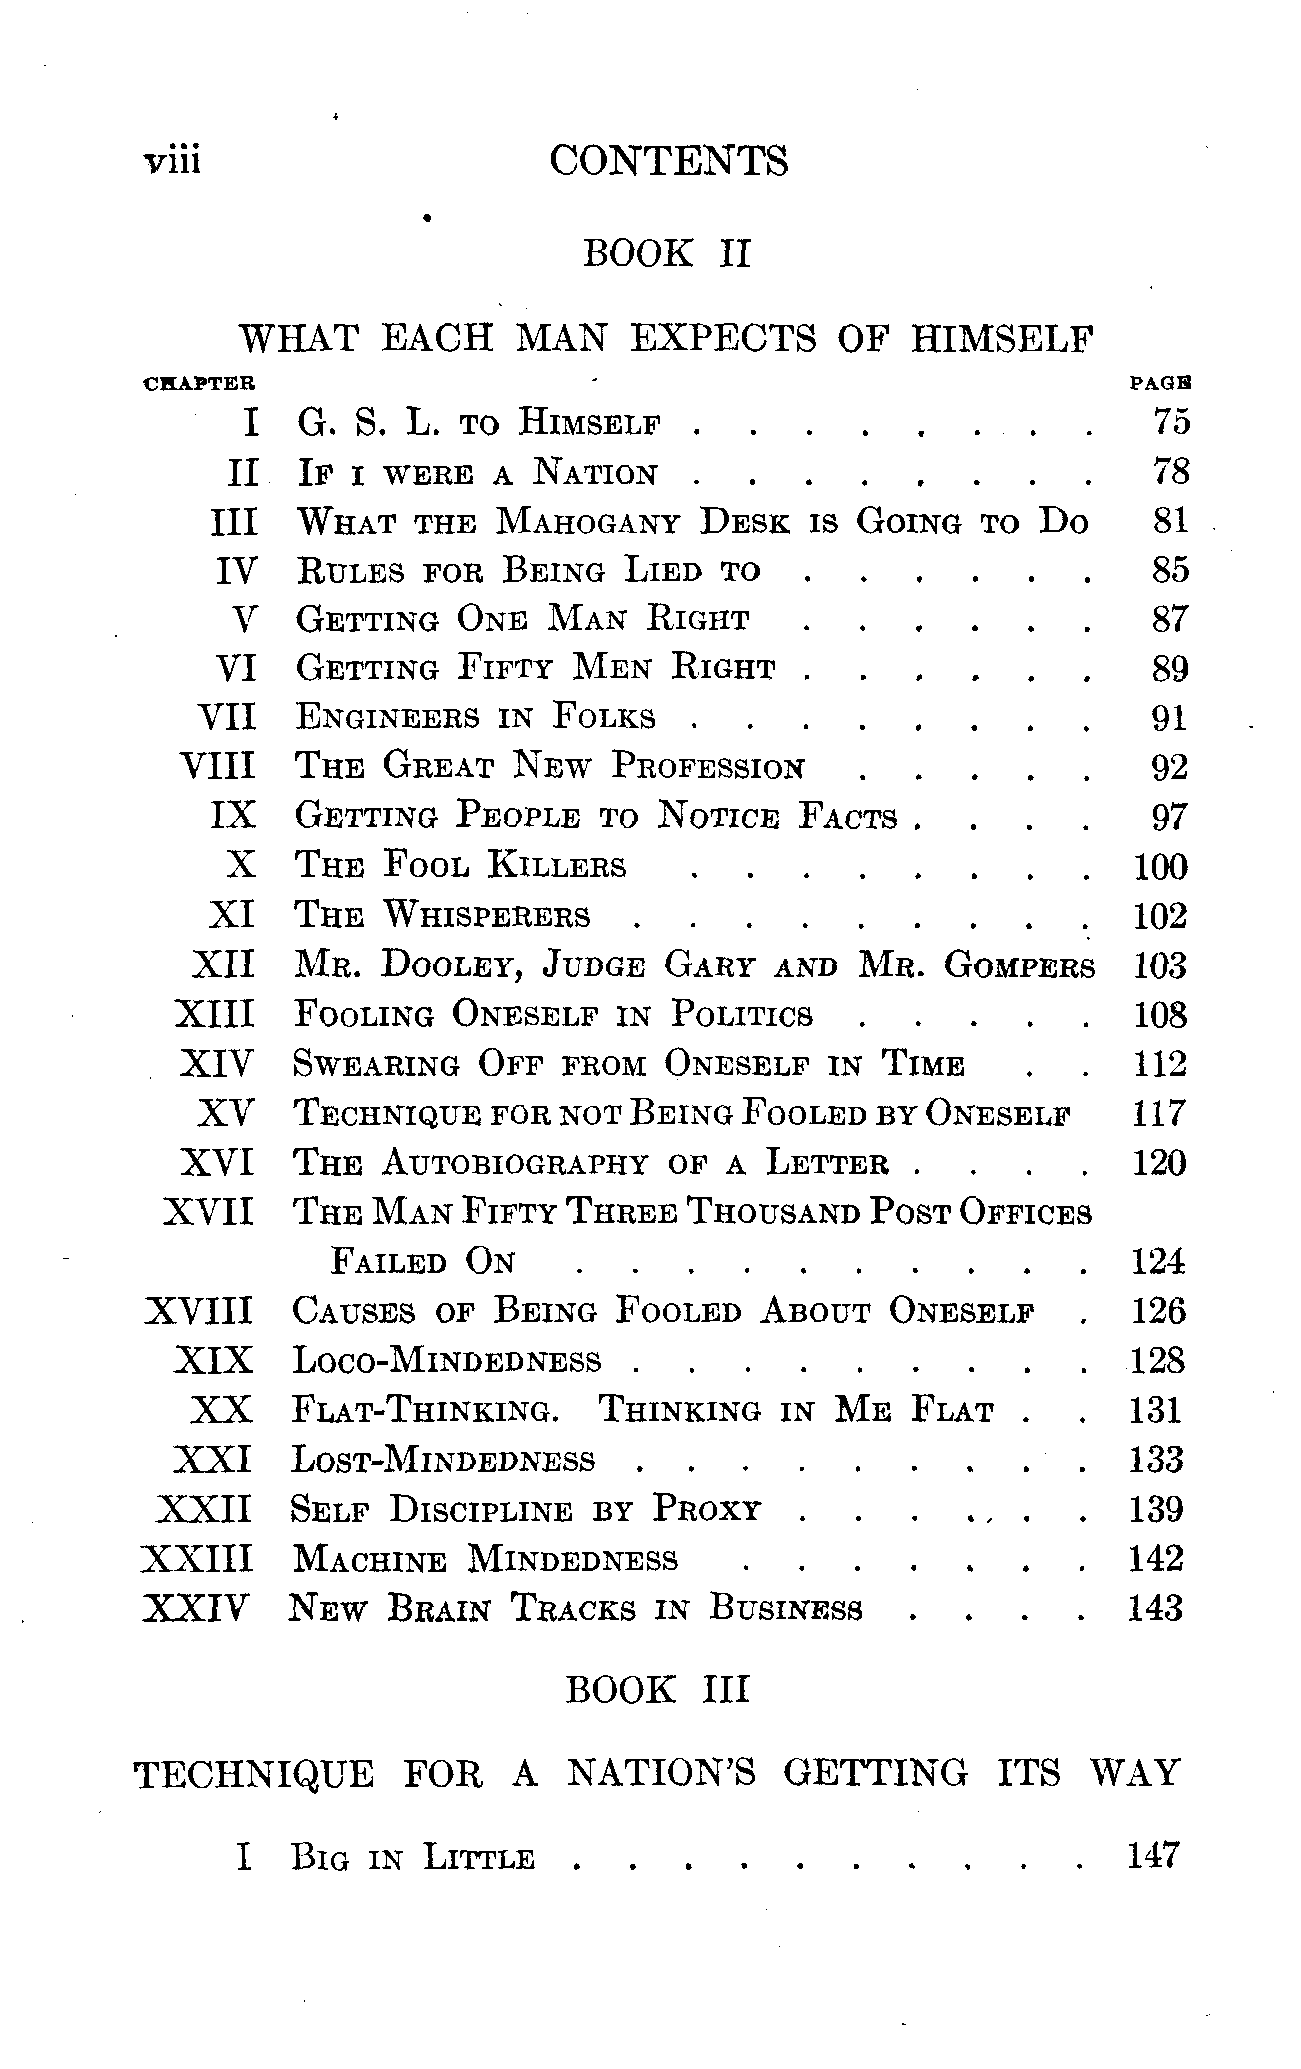 viii CONTENTS
BOOK II
WHAT EACH MAN EXPECTS OF HIMSELF
CHAPTER PAGE
I G. S. L. to Himself . . . . . . . . 75
II If i were a Nation . . . . . . . . 78
III What the Mahogany Desk is Going to Do 81
IV Rules for Being Lied to . . . . . . 85
V Getting One Man Right . . . . . . 87
VI Getting Fifty Men Right . . . . . . 89
VII Engineers in Folks . . . . . . . . 91
VIII The Great New Profession . . . . . 92
IX Getting People to Notice Facts . . . . 97
X The Fool Killers . . . . . . . . 100
XI The Whisperers . . . . . . . . . 102
XII Mr. Dooley, Judge Gary and Mr. Gompers 103
XIII Fooling Oneself in Politics . . . . . 108
XIV Swearing Off from Oneself in Time . . 112
XV Technique for not Being Fooled by Oneself 117
XVI The Autobiography of a Letter . . . . 120
XVII The Man Fifty Three Thousand Post Offices
Failed On . . . . . . . . . . 124
XVIII Causes of Being Fooled About Oneself . 126
XIX Loco-Mindedness . . . . . . . . . 128
XX Flat-Thinking. Thinking in Me Flat . . 131
XXI Lost-Mindedness . . . . . . . . . 133
XXII Self Discipline by Proxy . . . . . . 139
XXIII Machine Mindedness . . . . . . . 142
XXIV New Brain Tracks in Business . . . . 143
BOOK III
TECHNIQUE FOR A NATION'S GETTING ITS WAY
I Big in Little . . . . . . . . . . 147